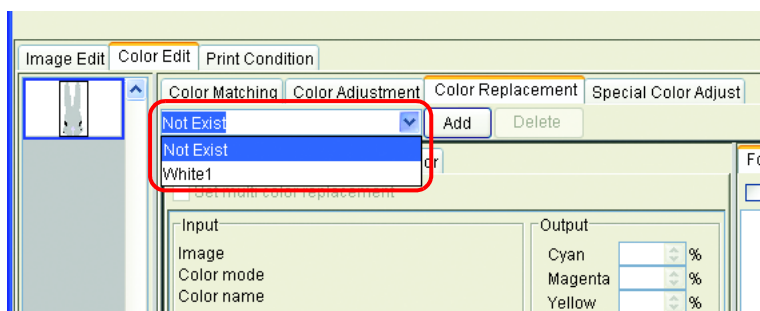 Image Edit Color Edit Print Condition
Color Matching Color Adjustment Color Replacement Special Color Adjust
Not Exist Add Delete
Not Exist
White1
Set multi color replacement
Input Output
Image Cyan %
Color mode Magenta %
Color name Yellow %